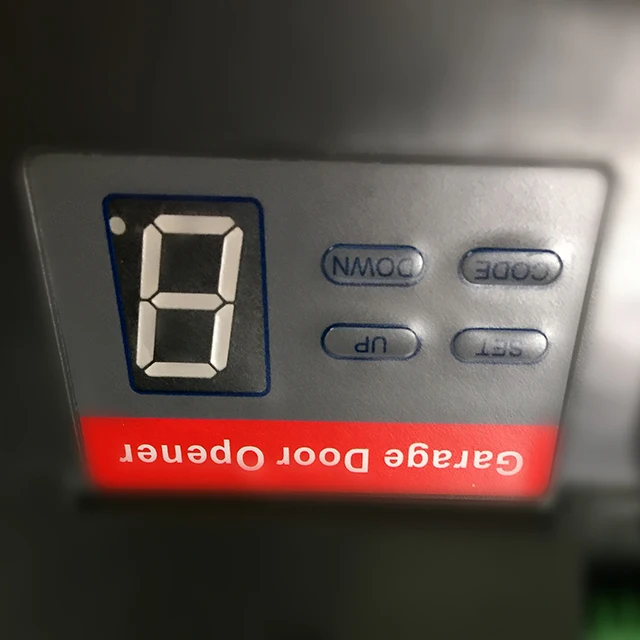 Garage Door Opener
SET UP
CODE DOWN